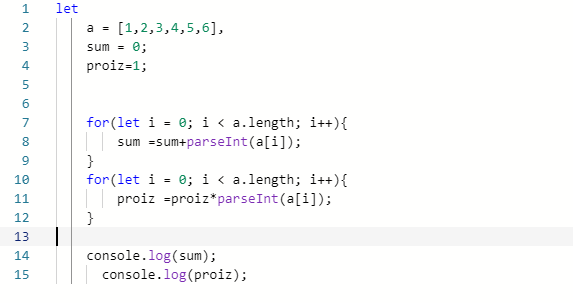 1 let
2 a = [1,2,3,4,5,6],
3 sum = 0;
4 proiz=1;
5
6
7 for(let i = 0; i < a.length; i++){
8 sum =sum+parseInt(a[i]);
9 }
10 for(let i = 0; i < a.length; i++){
11 proiz =proiz*parseInt(a[i]);
12 }
13
14 console.log(sum);
15 console.log(proiz);